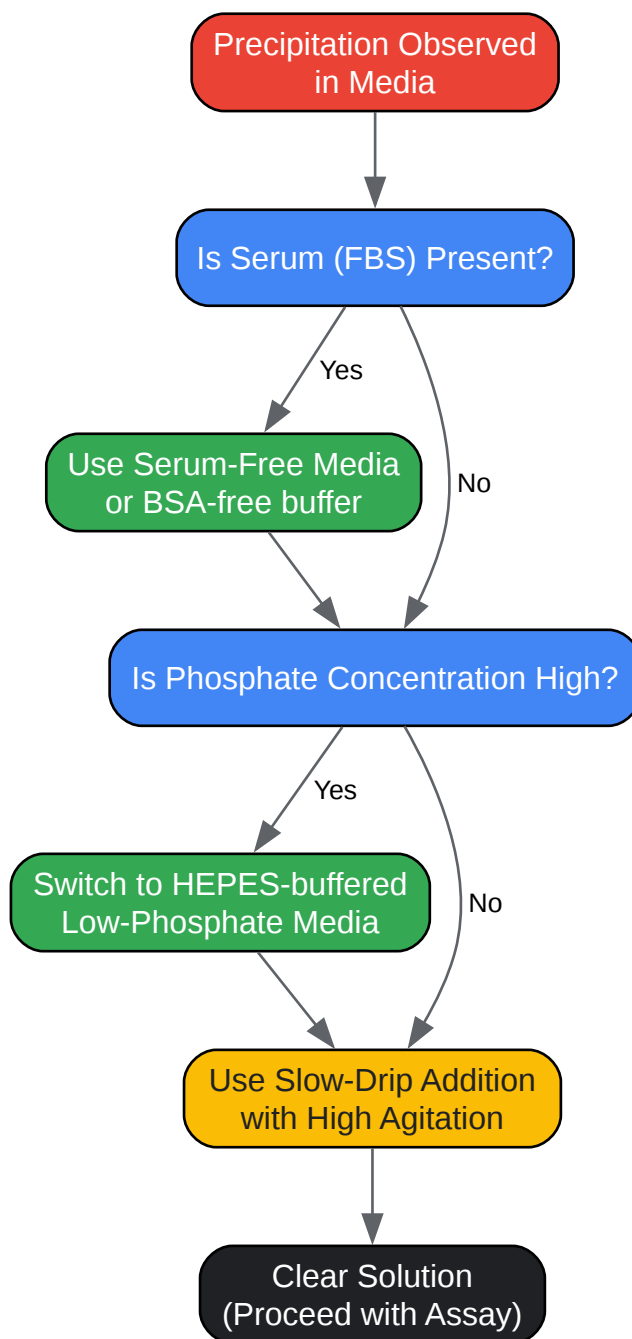 Precipitation Observed
in Media
Is Serum (FBS) Present?
Yes
Use Serum-Free Media
or BSA-free buffer
No
Is Phosphate Concentration High?
Yes
Switch to HEPES-buffered
Low-Phosphate Media
No
Use Slow-Drip Addition
with High Agitation
Clear Solution
(Proceed with Assay)